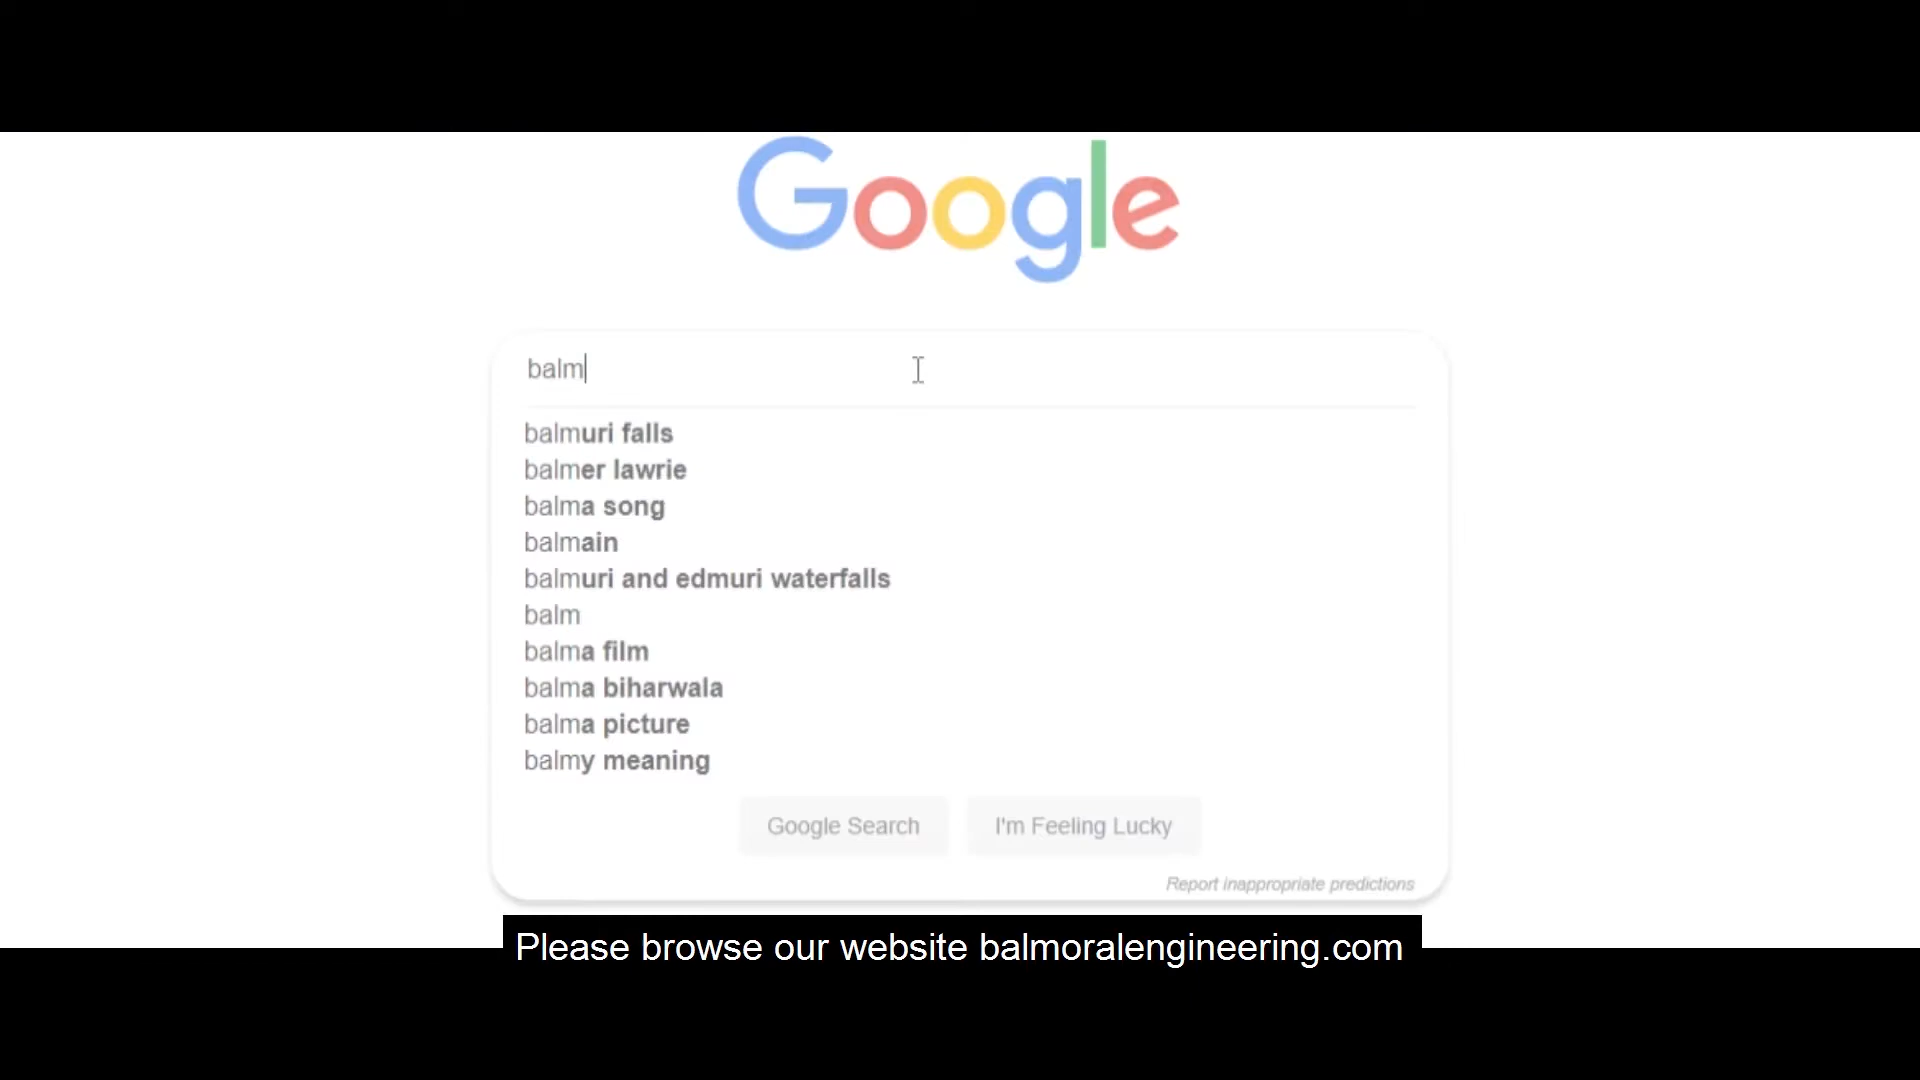 Google
balm
balmuri falls
balmer lawrie
balma song
balmain
balmuri and edmuri waterfalls
balm
balma film
balma biharwala
balma picture
balmy meaning
Google Search I'm Feeling Lucky
Report inappropriate predictions
Please browse our website balmoralengineering.com